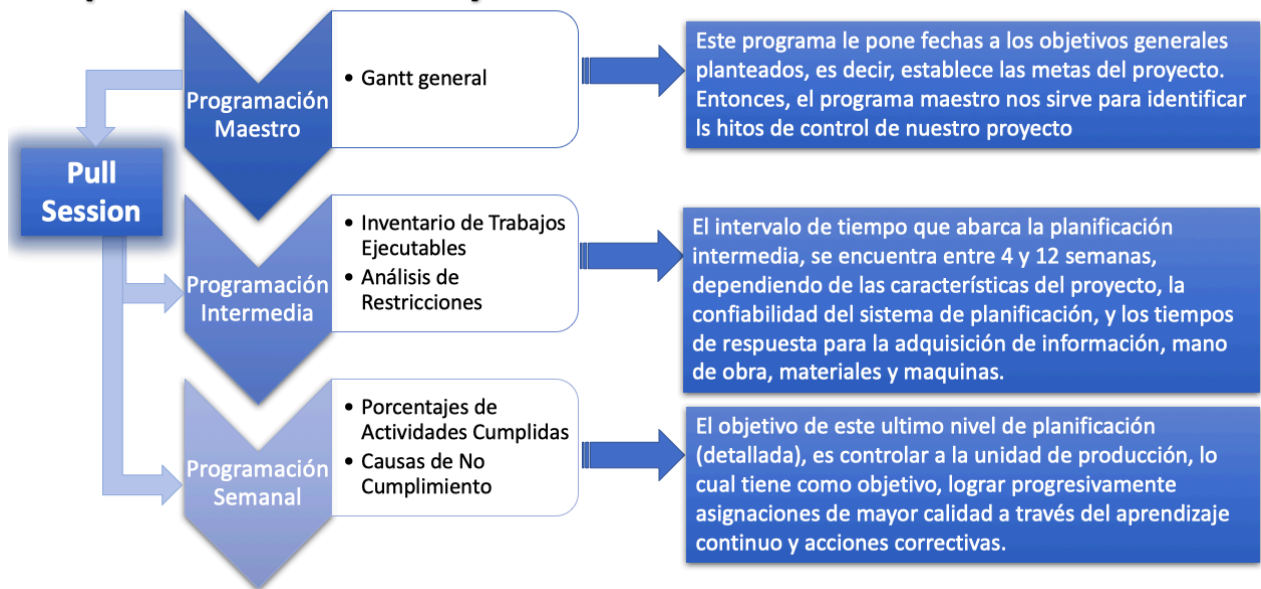 Programación
Maestro
• Gantt general
Este programa le pone fechas a los objetivos generales
planteados, es decir, establece las metas del proyecto.
Entonces, el programa maestro nos sirve para identificar
ls hitos de control de nuestro proyecto
Pull
Session
Programación
Intermedia
• Inventario de Trabajos
Ejecutables
• Análisis de
Restricciones
El intervalo de tiempo que abarca la planificación
intermedia, se encuentra entre 4 y 12 semanas,
dependiendo de las características del proyecto, la
confiabilidad del sistema de planificación, y los tiempos
de respuesta para la adquisición de información, mano
de obra, materiales y maquinas.
Programación
Semanal
• Porcentajes de
Actividades Cumplidas
• Causas de No
Cumplimiento
El objetivo de este ultimo nivel de planificación
(detallada), es controlar a la unidad de producción, lo
cual tiene como objetivo, lograr progresivamente
asignaciones de mayor calidad a través del aprendizaje
continuo y acciones correctivas.